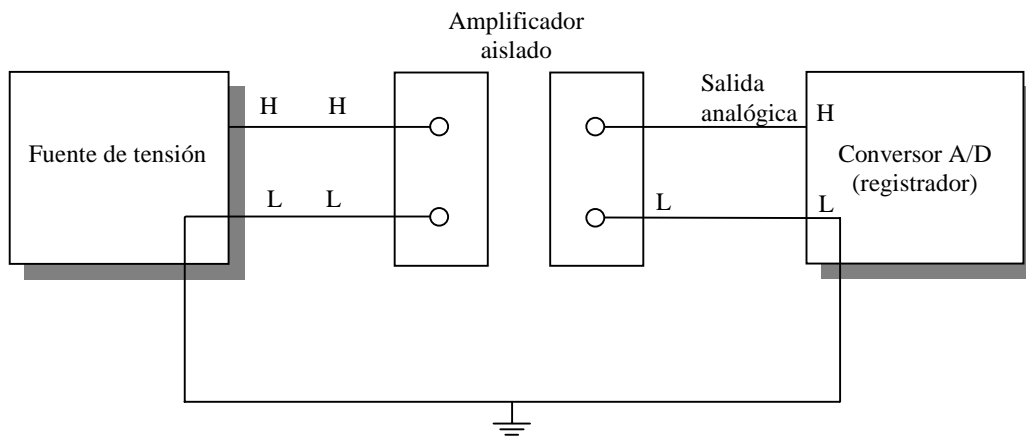 Amplificador
aislado
Fuente de tensión
H H
L L
Salida
analógica
H
L
L
Conversor A/D
(registrador)